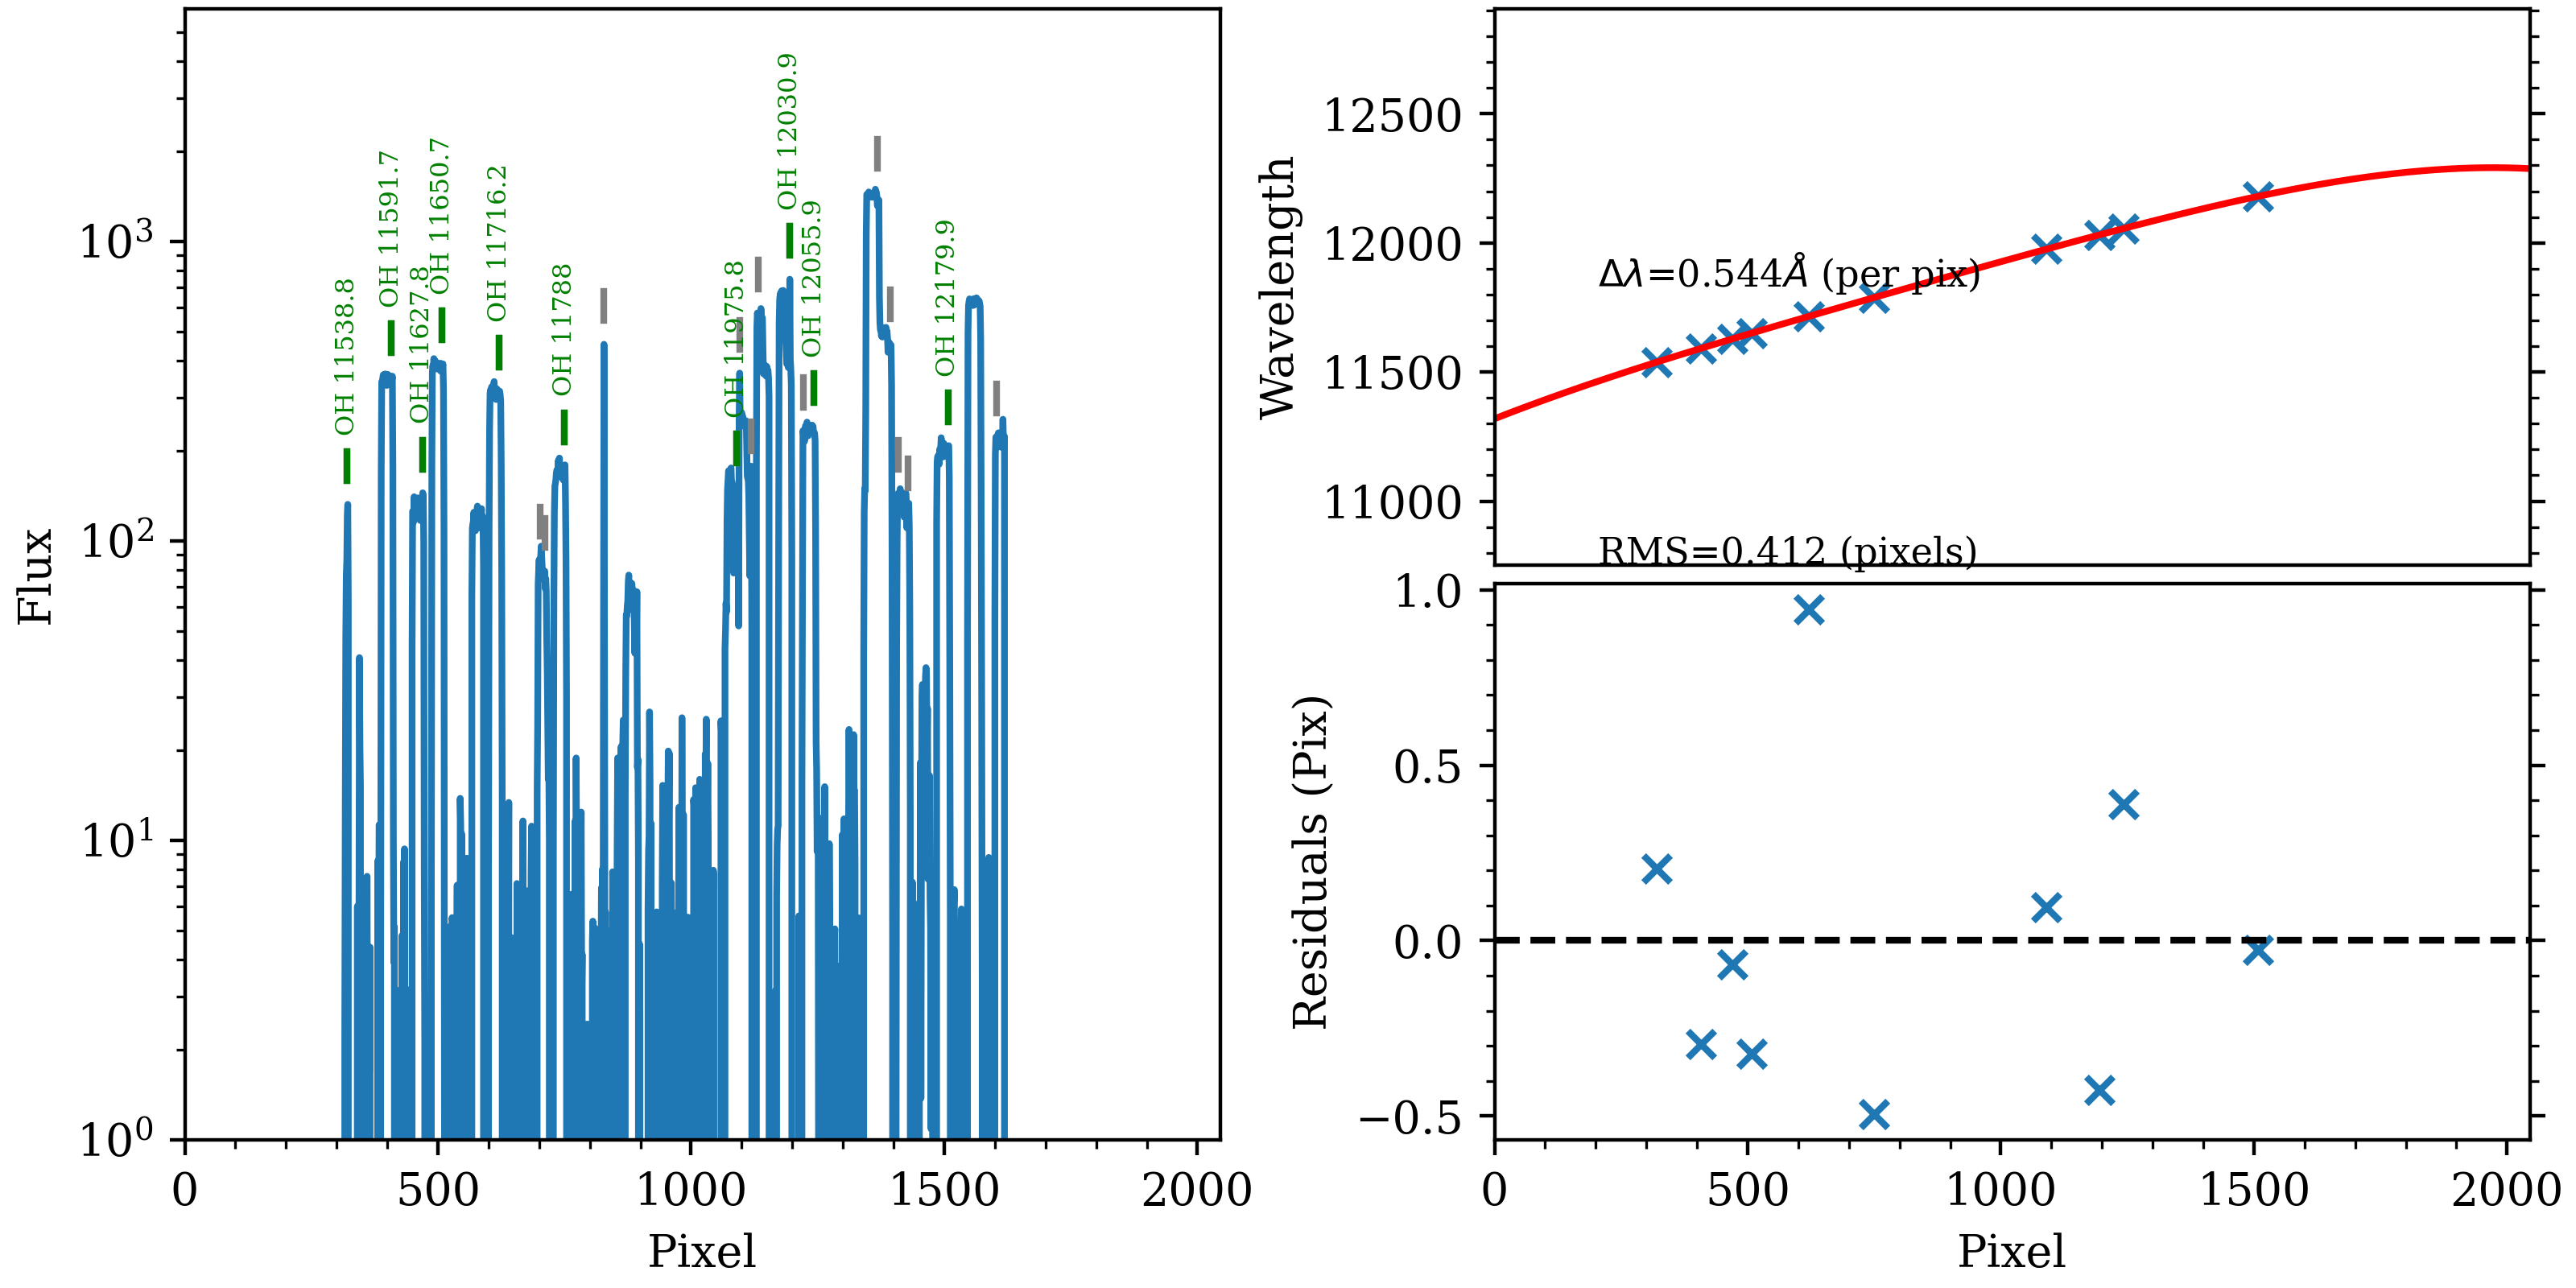 OH 11538.8
OH 11591.7
OH 11627.8
OH 11650.7
OH 11716.2
OH 11788
OH 11975.8
OH 12030.9
OH 12055.9
OH 12179.9
10³
10²
10¹
10⁰
Flux
0 500 1000 1500 2000
Pixel
12500
12000
11500
11000
Wavelength
Δλ=0.544Å (per pix)
RMS=0.412 (pixels)
1.0
0.5
0.0
−0.5
Residuals (Pix)
0 500 1000 1500 2000
Pixel